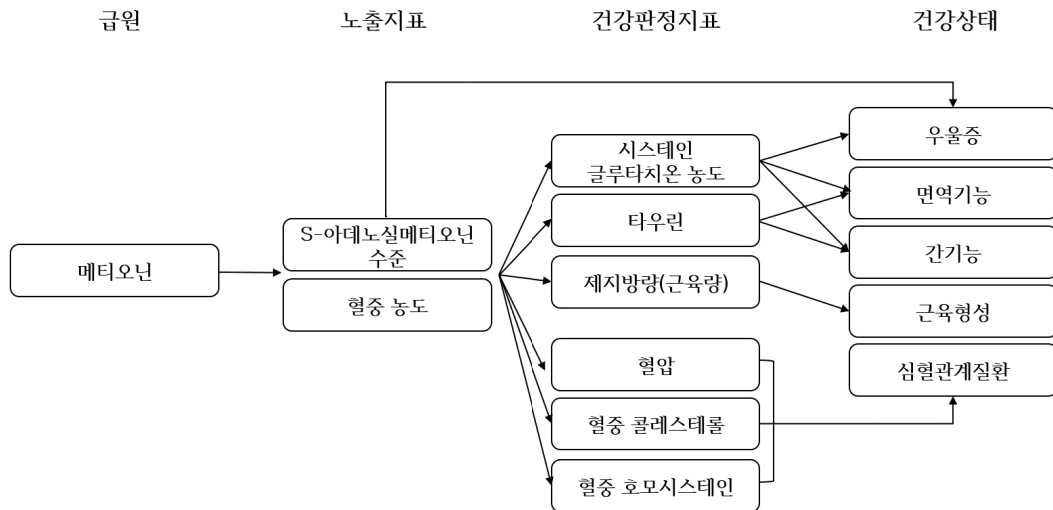 급원
노출지표
건강판정지표
건강상태
메티오닌
S-아데노실메티오닌
수준
혈중 농도
시스테인
글루타치온 농도
타우린
제지방량(근육량)
혈압
혈중 콜레스테롤
혈중 호모시스테인
우울증
면역기능
간기능
근육형성
심혈관계질환